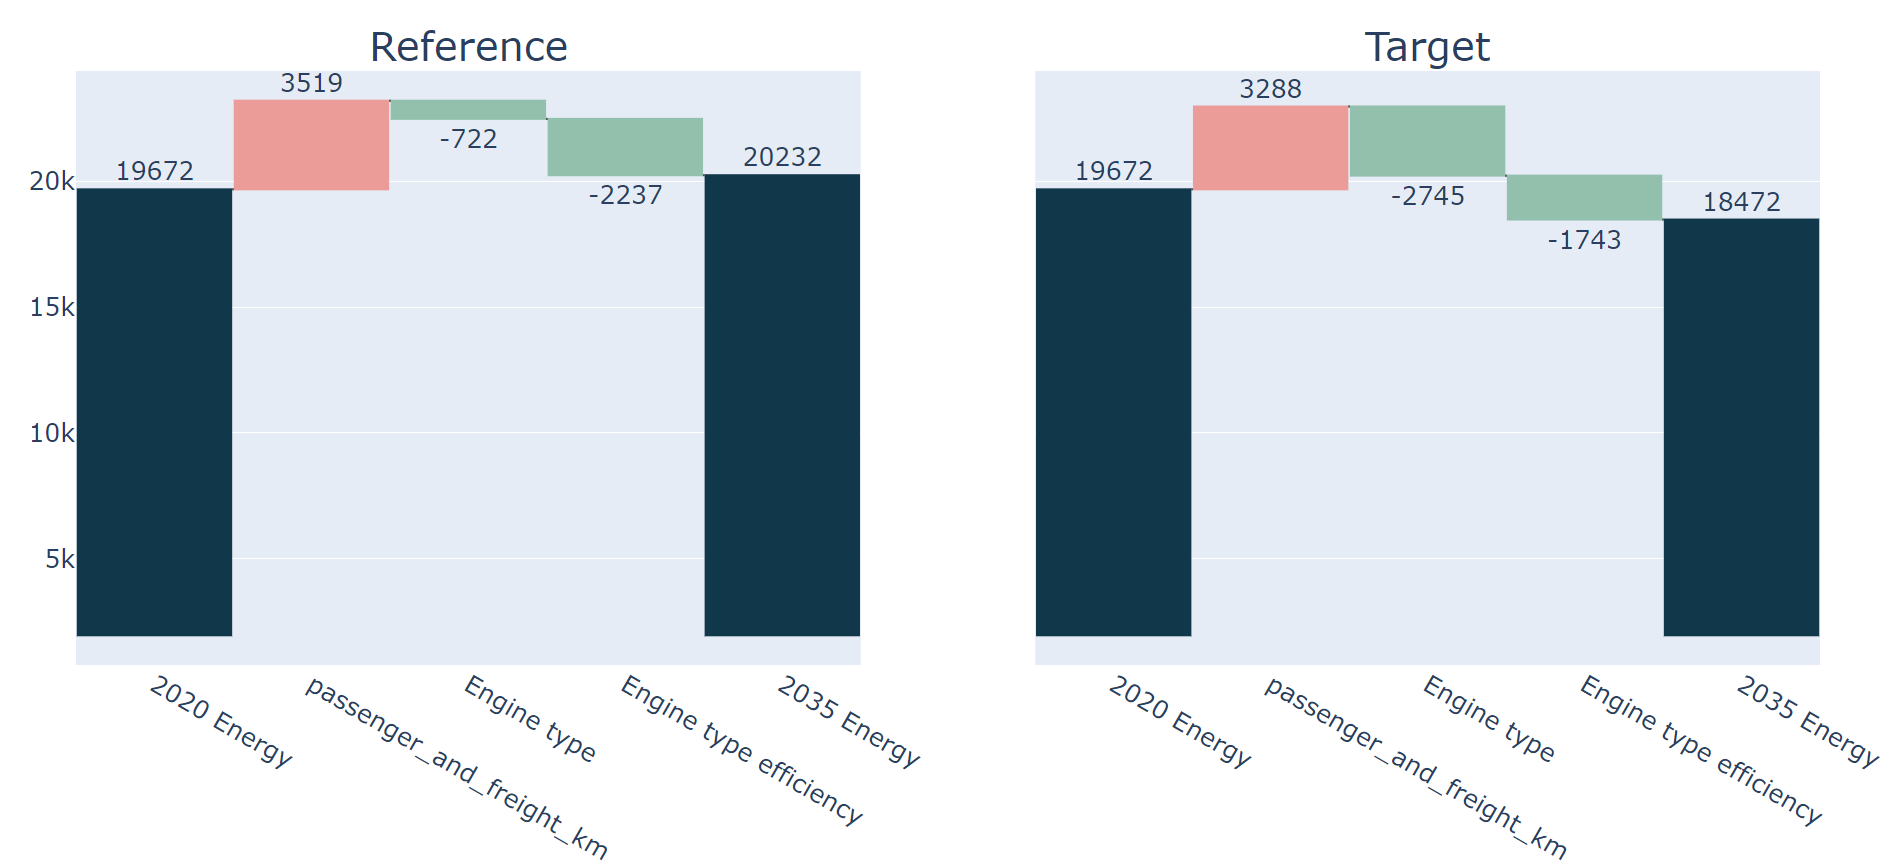 Reference
3519
-722
19672
20232
-2237
20k
15k
10k
5k
2020 Energy
passenger_and_freight_km
Engine type
Engine type efficiency
2035 Energy
Target
3288
19672
-2745
18472
-1743
2020 Energy
passenger_and_freight_km
Engine type
Engine type efficiency
2035 Energy